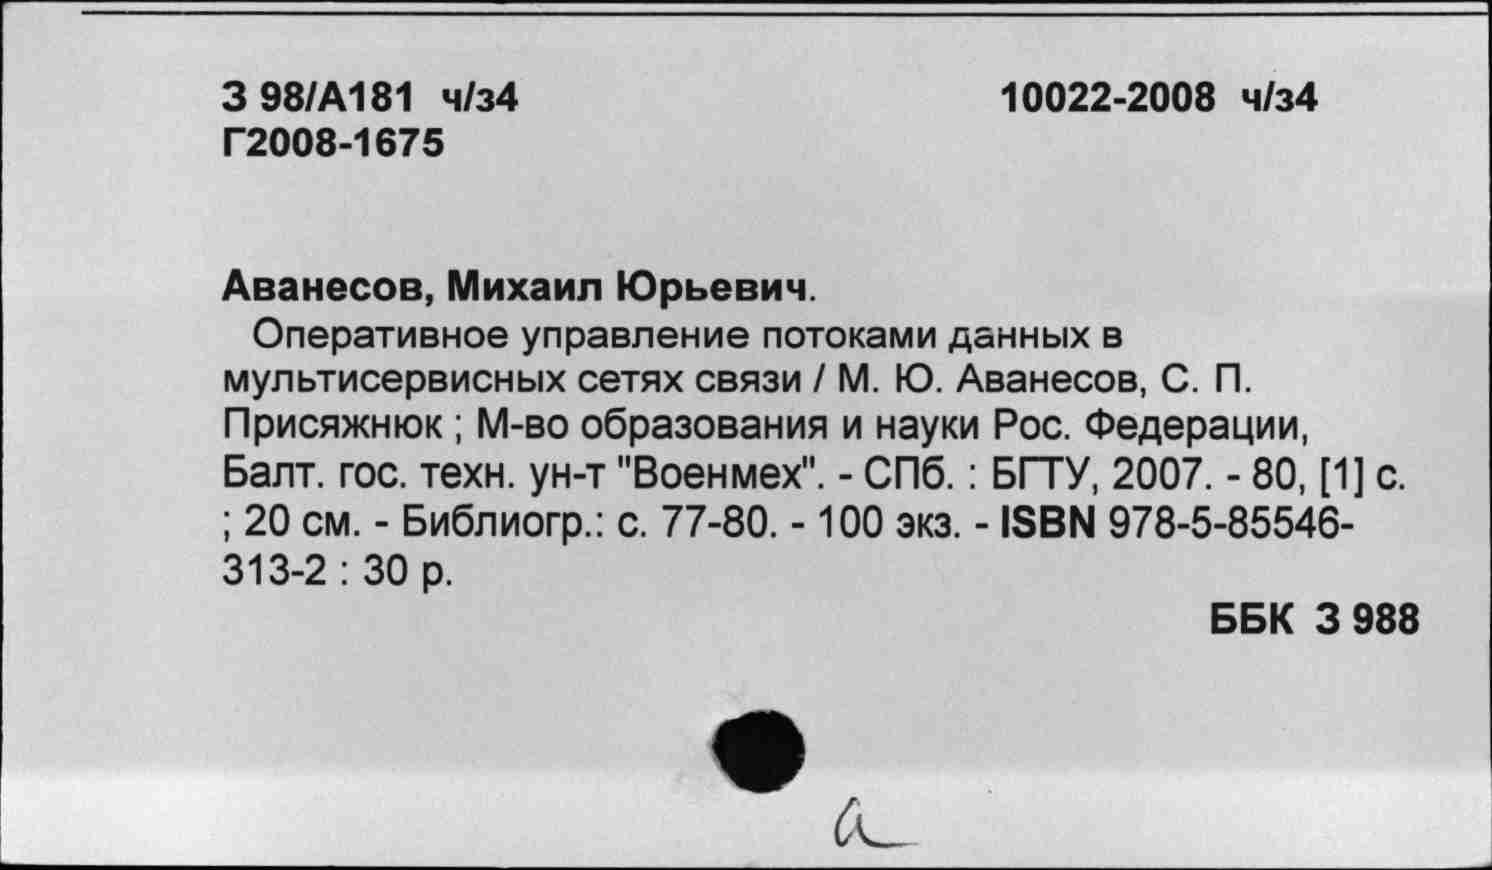 З 98/А181 ч/з4 10022-2008 ч/з4
Г2008-1675
Аванесов, Михаил Юрьевич.
Оперативное управление потоками данных в
мультисервисных сетях связи / М. Ю. Аванесов, С. П.
Присяжнюк ; М-во образования и науки Рос. Федерации,
Балт. гос. техн. ун-т "Военмех". - СПб. : БГТУ, 2007. - 80, [1] с.
; 20 см. - Библиогр.: с. 77-80. - 100 экз. - ISBN 978-5-85546-
313-2 : 30 р.
ББК З 988
а